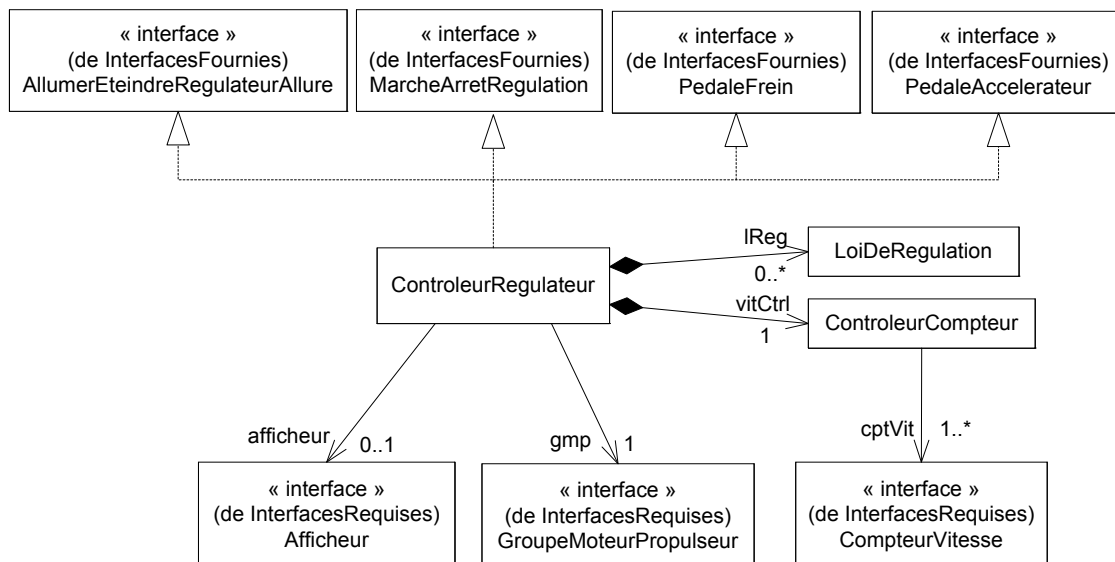 « interface »
(de InterfacesFournies)
AllumerEteindreRegulateurAllure
« interface »
(de InterfacesFournies)
MarcheArretRegulation
« interface »
(de InterfacesFournies)
PedaleFrein
« interface »
(de InterfacesFournies)
PedaleAccelerateur
ControleurRegulateur
lReg
0..*
LoiDeRegulation
vitCtrl
1
ControleurCompteur
afficheur
0..1
gmp
1
cptVit
1..*
« interface »
(de InterfacesRequises)
Afficheur
« interface »
(de InterfacesRequises)
GroupeMoteurPropulseur
« interface »
(de InterfacesRequises)
CompteurVitesse